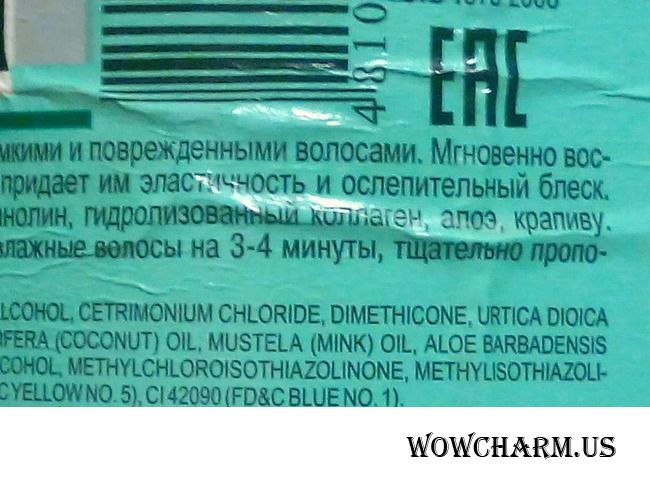 4810
EAC
мкими и поврежденными волосами. Мгновенно вос-
придает им эластичность и ослепительный блеск.
нолин, гидролизованный коллаген, алоэ, крапиву.
влажные волосы на 3-4 минуты, тщательно пропо-
ALCOHOL, CETRIMONIUM CHLORIDE, DIMETHICONE, URTICA DIOICA
IFERA (COCONUT) OIL, MUSTELA (MINK) OIL, ALOE BARBADENSIS
COHOL, METHYLCHLOROISOTHIAZOLINONE, METHYLISOTHIAZOLI-
C YELLOW NO. 5), CI 42090 (FD&C BLUE NO. 1).
WOWCHARM.US